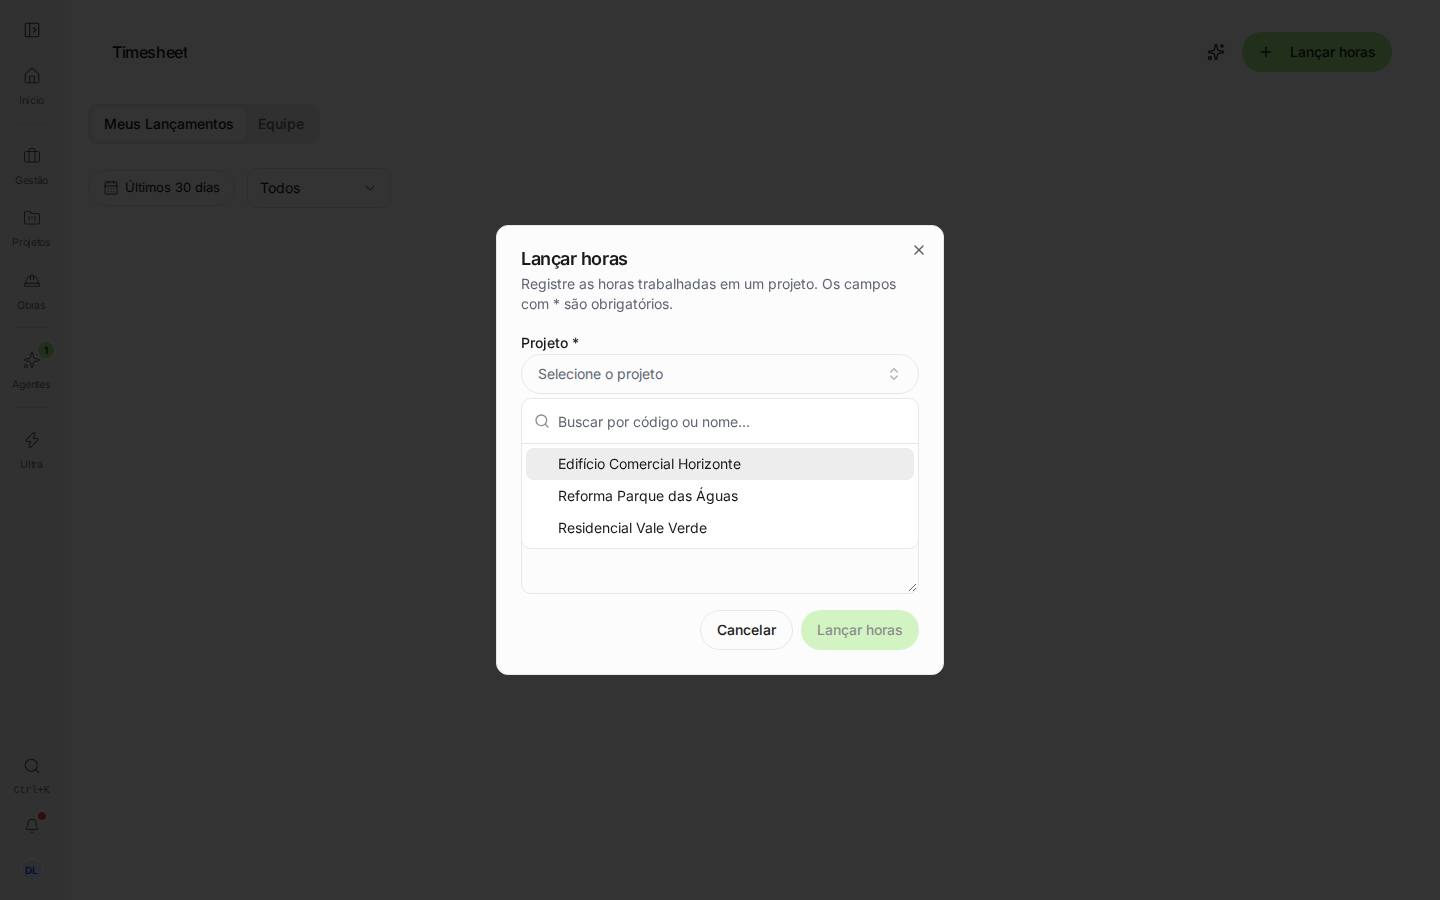 Timesheet
Lançar horas
Início
Meus Lançamentos
Equipe
Gestão
Últimos 30 dias
Todos
Projetos
Obras
1
Agentes
Ultra
Ctrl+K
DL
Lançar horas
Registre as horas trabalhadas em um projeto. Os campos
com * são obrigatórios.
Projeto *
Selecione o projeto
Buscar por código ou nome...
Edifício Comercial Horizonte
Reforma Parque das Águas
Residencial Vale Verde
Cancelar
Lançar horas